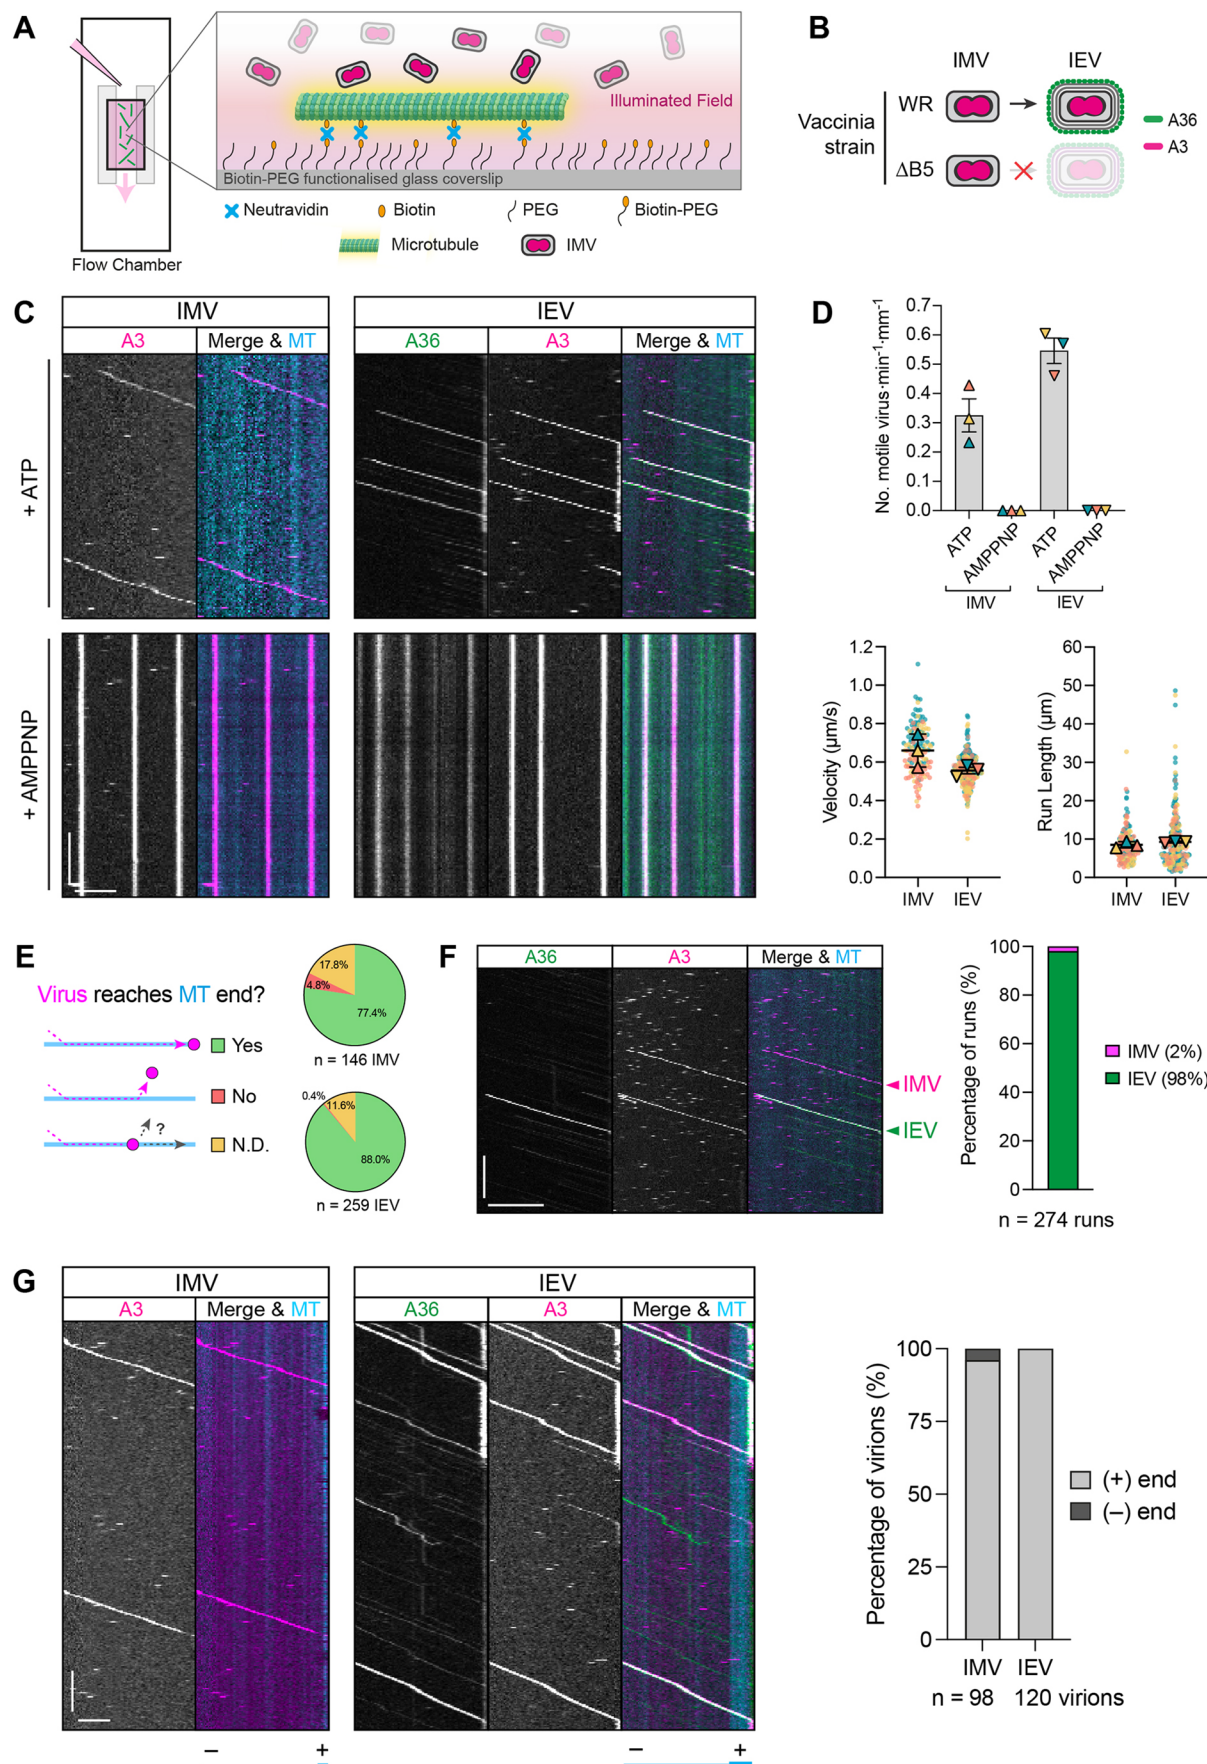 A
Illuminated Field
Biotin-PEG functionalised glass coverslip
Neutravidin
Biotin
PEG
Biotin-PEG
Microtubule
IMV
Flow Chamber
B
IMV
IEV
Vaccinia strain
WR
ΔB5
A36
A3
C
IMV
IEV
A3
Merge & MT
A36
A3
Merge & MT
+ ATP
+ AMPPNP
D
No. motile virus·min⁻¹·mm⁻¹
0.7
0.6
0.5
0.4
0.3
0.2
0.1
0.0
ATP
AMPPNP
ATP
AMPPNP
IMV
IEV
Velocity (μm/s)
1.2
1.0
0.8
0.6
0.4
0.2
0.0
IMV
IEV
Run Length (μm)
60
50
40
30
20
10
0
IMV
IEV
E
Virus reaches MT end?
Yes
No
?
N.D.
17.8%
4.8%
77.4%
n = 146 IMV
0.4%
11.6%
88.0%
n = 259 IEV
F
A36
A3
Merge & MT
IMV
IEV
Percentage of runs (%)
100
80
60
40
20
0
IMV (2%)
IEV (98%)
n = 274 runs
G
IMV
IEV
A3
Merge & MT
A36
A3
Merge & MT
–
+
–
+
Percentage of virions (%)
100
75
50
25
0
(+) end
(–) end
IMV
IEV
n = 98
120 virions